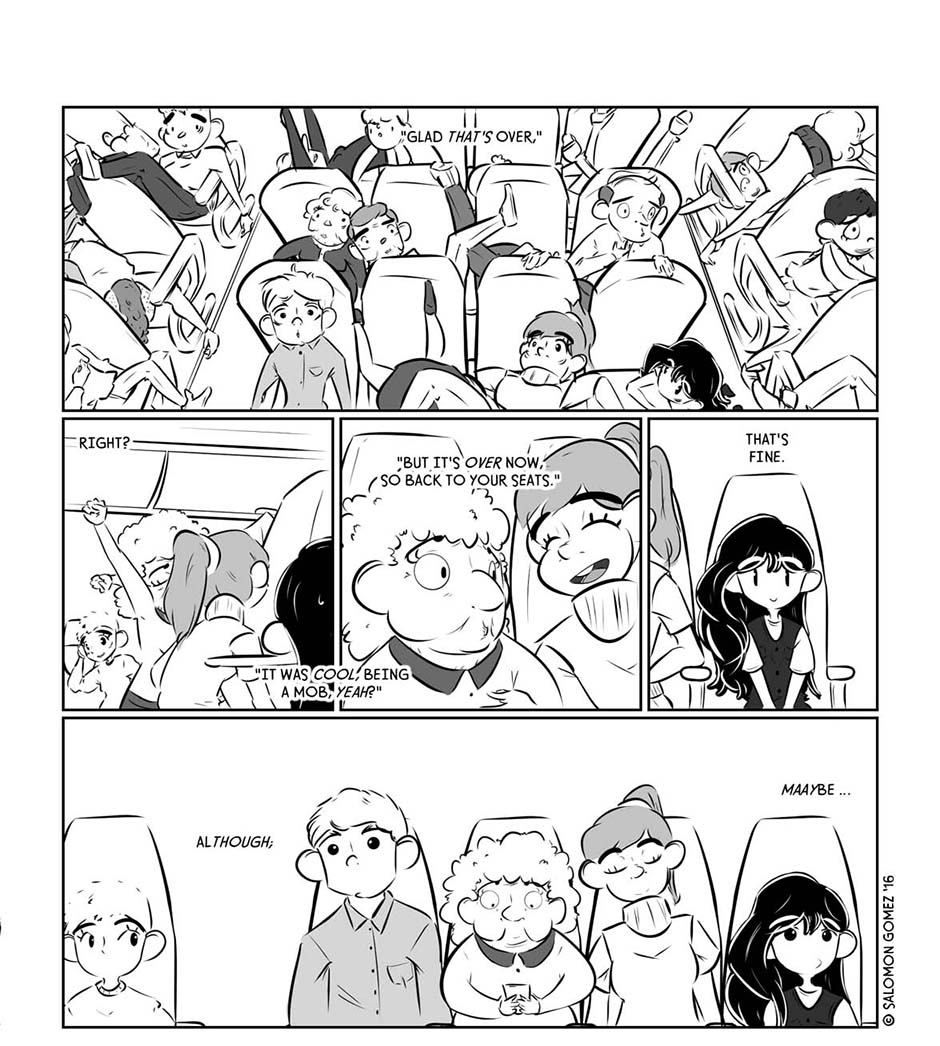 "GLAD THAT'S OVER,"
RIGHT?
"IT WAS COOL, BEING
A MOB, YEAH?"
"BUT IT'S OVER NOW,
SO BACK TO YOUR SEATS."
THAT'S
FINE.
ALTHOUGH;
MAAYBE ...
© SALOMON GOMEZ '16